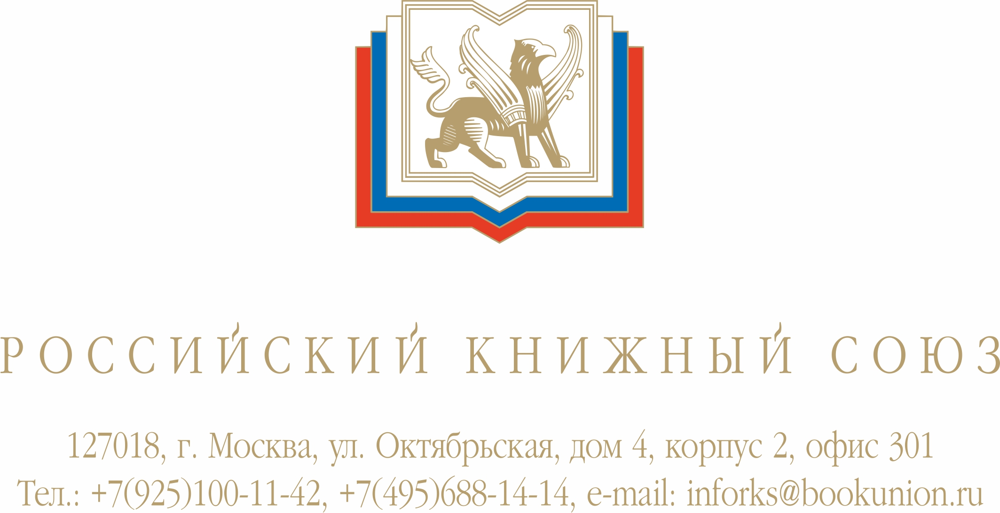 РОССИЙСКИЙ КНИЖНЫЙ СОЮЗ
127018, г. Москва, ул. Октябрьская, дом 4, корпус 2, офис 301
Тел.: +7(925)100-11-42, +7(495)688-14-14, e-mail: inforks@bookunion.ru